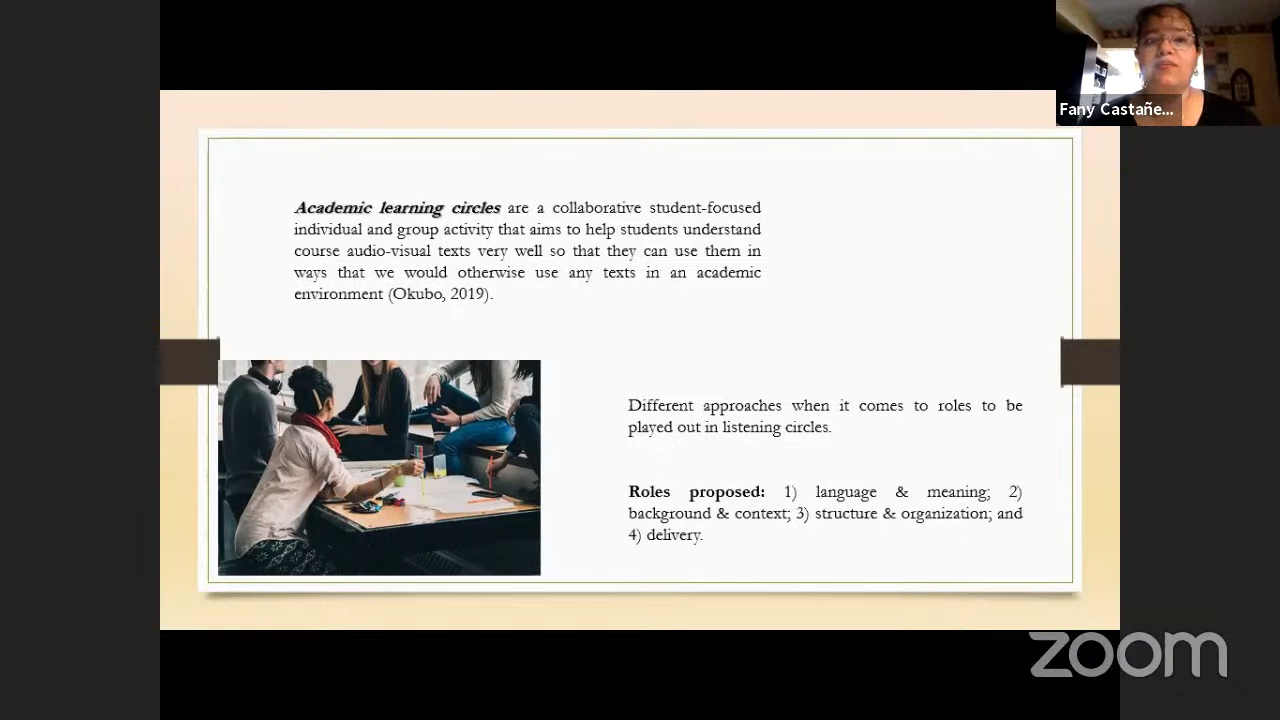 Fany Castañe...
Academic learning circles are a collaborative student-focused
individual and group activity that aims to help students understand
course audio-visual texts very well so that they can use them in
ways that we would otherwise use any texts in an academic
environment (Okubo, 2019).
Different approaches when it comes to roles to be
played out in listening circles.
Roles proposed: 1) language & meaning; 2)
background & context; 3) structure & organization; and
4) delivery.
zoom